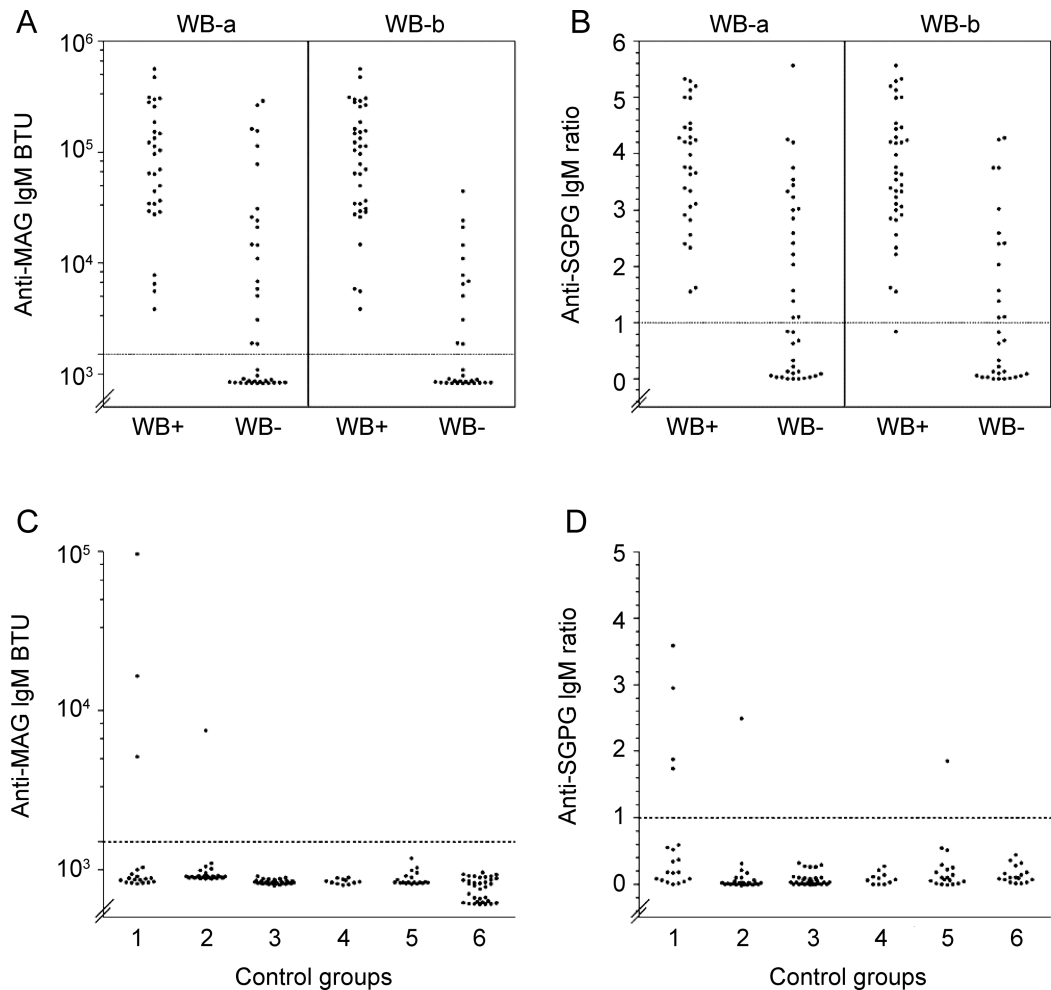 A
WB-a
WB-b
Anti-MAG IgM BTU
10⁶
10⁵
10⁴
10³
WB+
WB-
WB+
WB-
B
WB-a
WB-b
Anti-SGPG IgM ratio
6
5
4
3
2
1
0
WB+
WB-
WB+
WB-
C
Anti-MAG IgM BTU
10⁵
10⁴
10³
1 2 3 4 5 6
Control groups
D
Anti-SGPG IgM ratio
5
4
3
2
1
0
1 2 3 4 5 6
Control groups